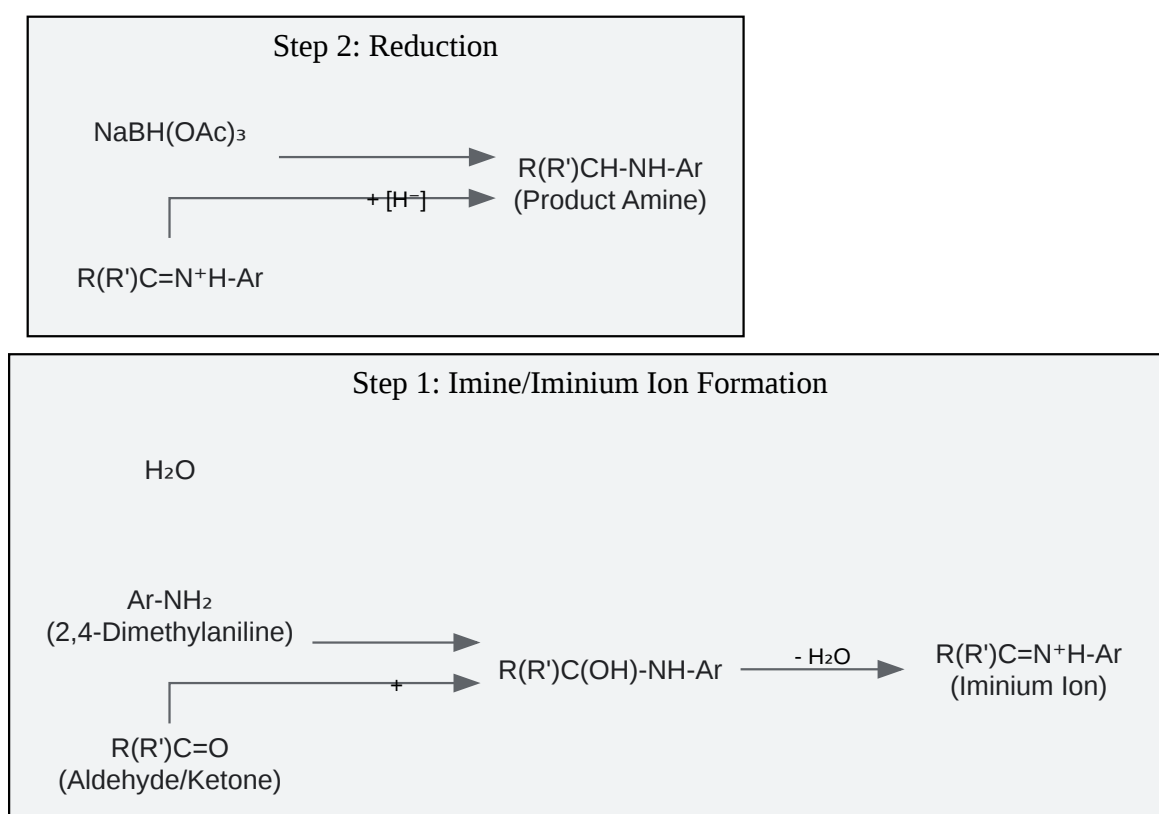 Step 2: Reduction
NaBH(OAc)₃
R(R')CH-NH-Ar
(Product Amine)
+ [H⁻]
R(R')C=N⁺H-Ar
Step 1: Imine/Iminium Ion Formation
H₂O
Ar-NH₂
(2,4-Dimethylaniline)
R(R')C(OH)-NH-Ar
- H₂O
R(R')C=N⁺H-Ar
(Iminium Ion)
+
R(R')C=O
(Aldehyde/Ketone)